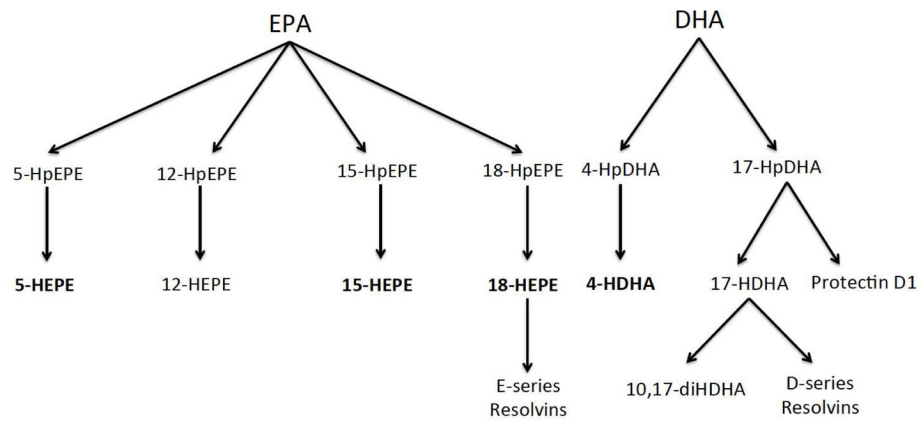 EPA
DHA
5-HpEPE
12-HpEPE
15-HpEPE
18-HpEPE
4-HpDHA
17-HpDHA
5-HEPE
12-HEPE
15-HEPE
18-HEPE
4-HDHA
17-HDHA
Protectin D1
E-series
Resolvins
10,17-diHDHA
D-series
Resolvins